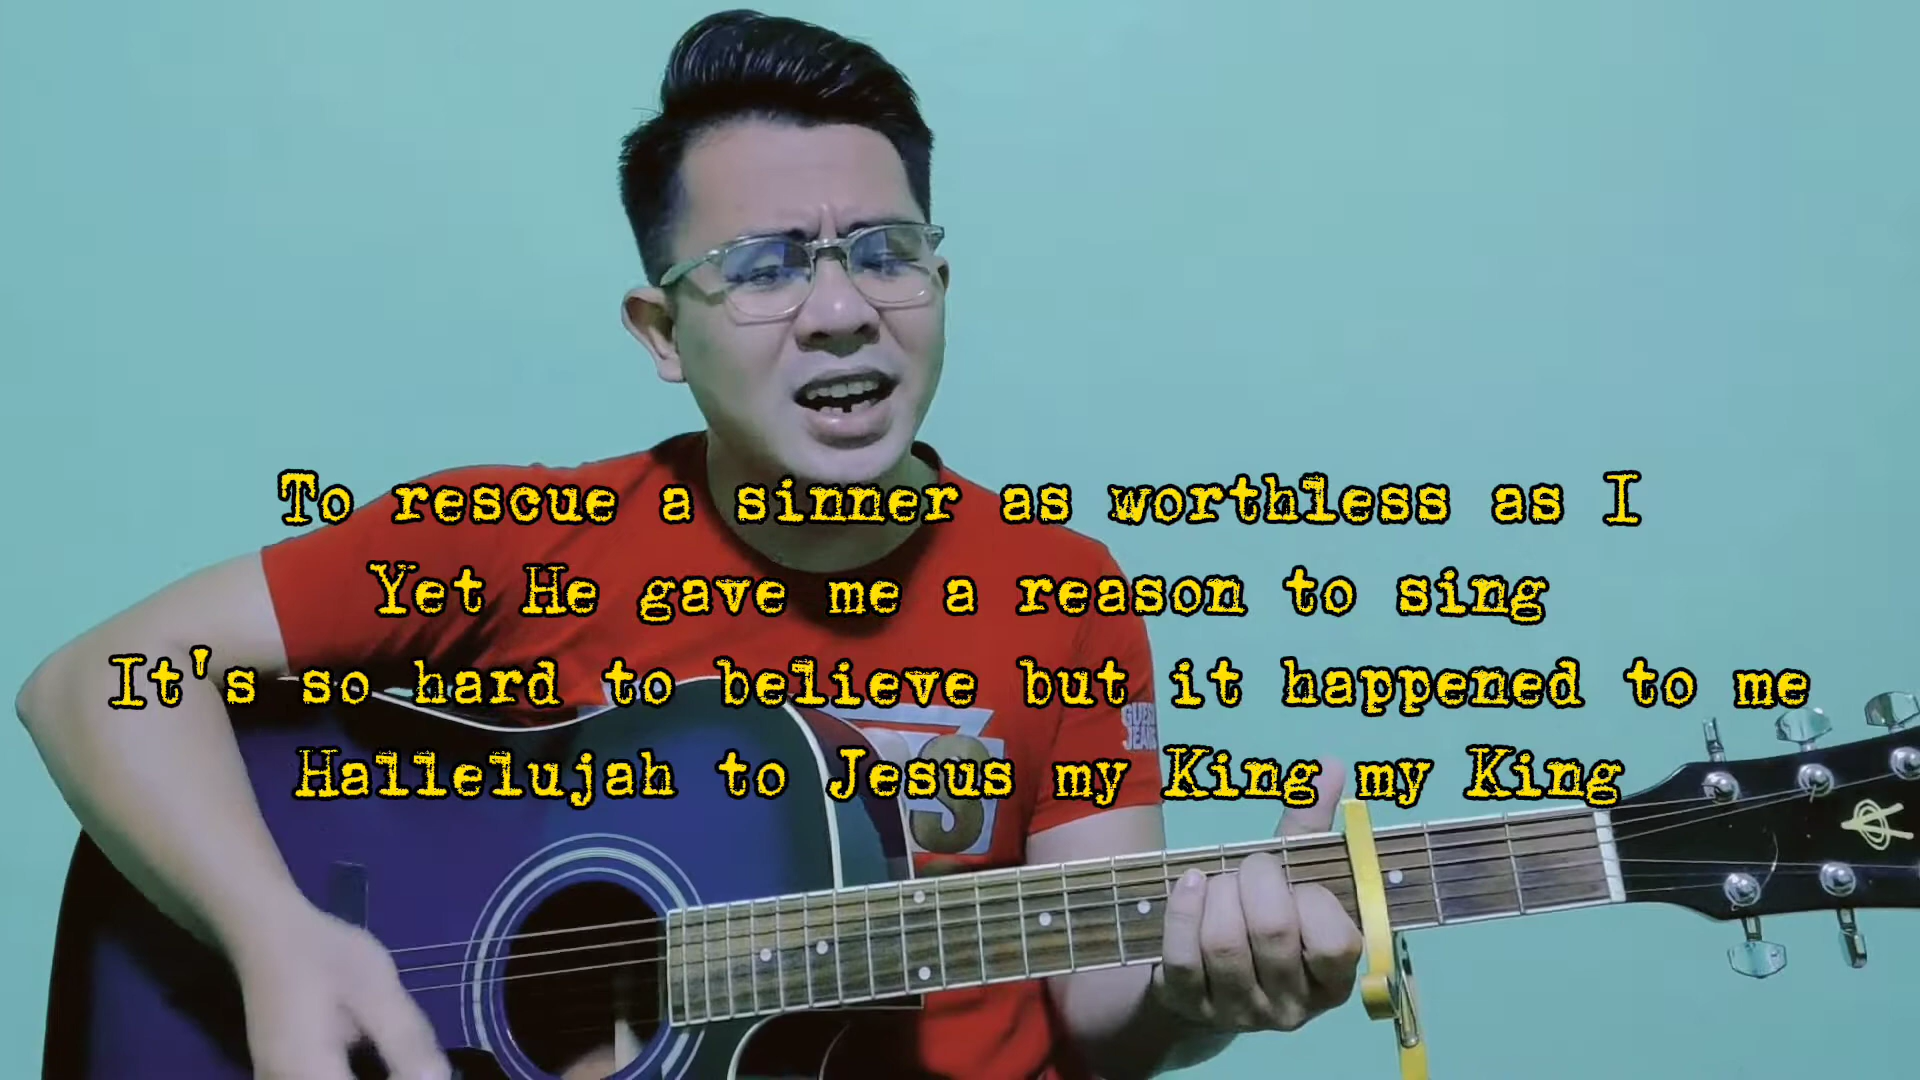 To rescue a sinner as worthless as I
Yet He gave me a reason to sing
It's so hard to believe but it happened to me
Hallelujah to Jesus my King my King